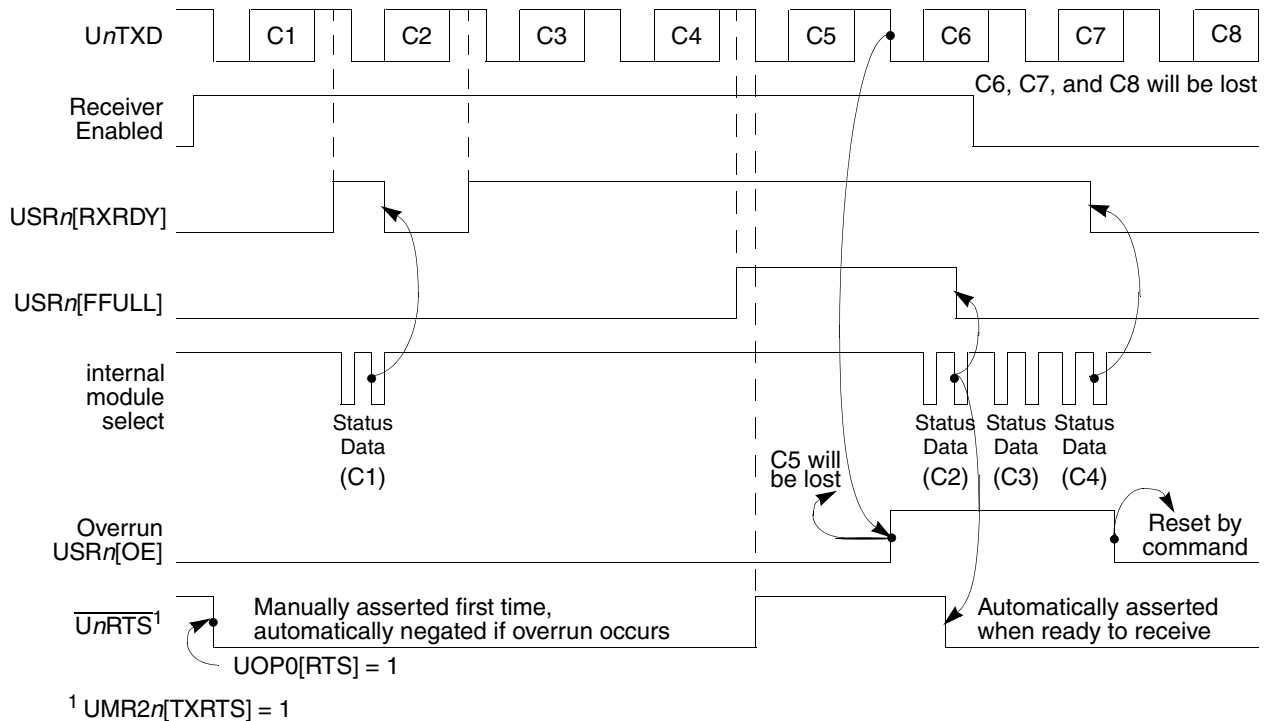 UnTXD
C1 C2 C3 C4 C5 C6 C7 C8
C6, C7, and C8 will be lost
Receiver
Enabled
USRn[RXRDY]
USRn[FFULL]
internal
module
select
Status
Data
(C1)
Status
Data
(C2)
Status
Data
(C3)
Status
Data
(C4)
C5 will
be lost
Overrun
USRn[OE]
Reset by
command
UnRTS¹
Manually asserted first time,
automatically negated if overrun occurs
Automatically asserted
when ready to receive
UOP0[RTS] = 1
¹ UMR2n[TXRTS] = 1